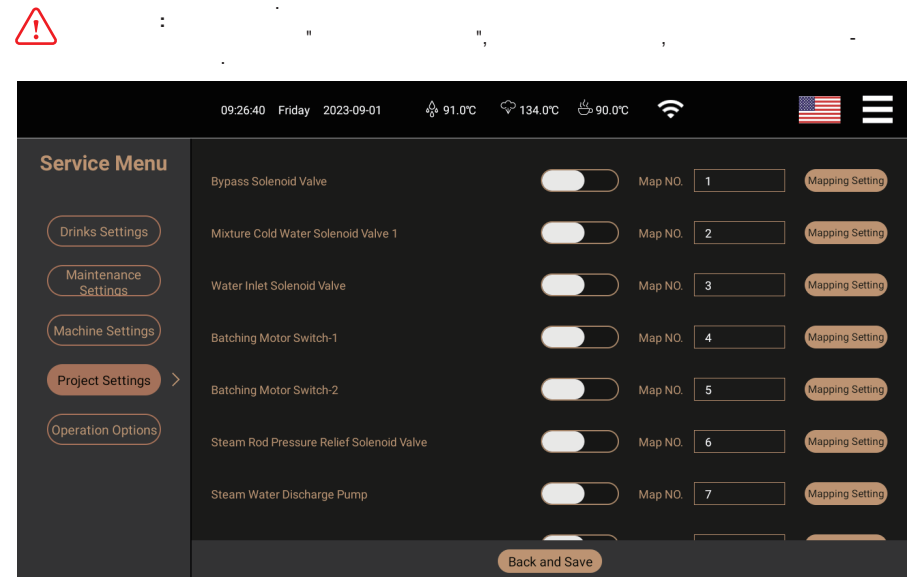 09:26:40 Friday 2023-09-01 91.0℃ 134.0℃ 90.0℃
Service Menu
Drinks Settings
Maintenance
Settings
Machine Settings
Project Settings >
Operation Options
Bypass Solenoid Valve Map NO. 1 Mapping Setting
Mixture Cold Water Solenoid Valve 1 Map NO. 2 Mapping Setting
Water Inlet Solenoid Valve Map NO. 3 Mapping Setting
Batching Motor Switch-1 Map NO. 4 Mapping Setting
Batching Motor Switch-2 Map NO. 5 Mapping Setting
Steam Rod Pressure Relief Solenoid Valve Map NO. 6 Mapping Setting
Steam Water Discharge Pump Map NO. 7 Mapping Setting
Back and Save